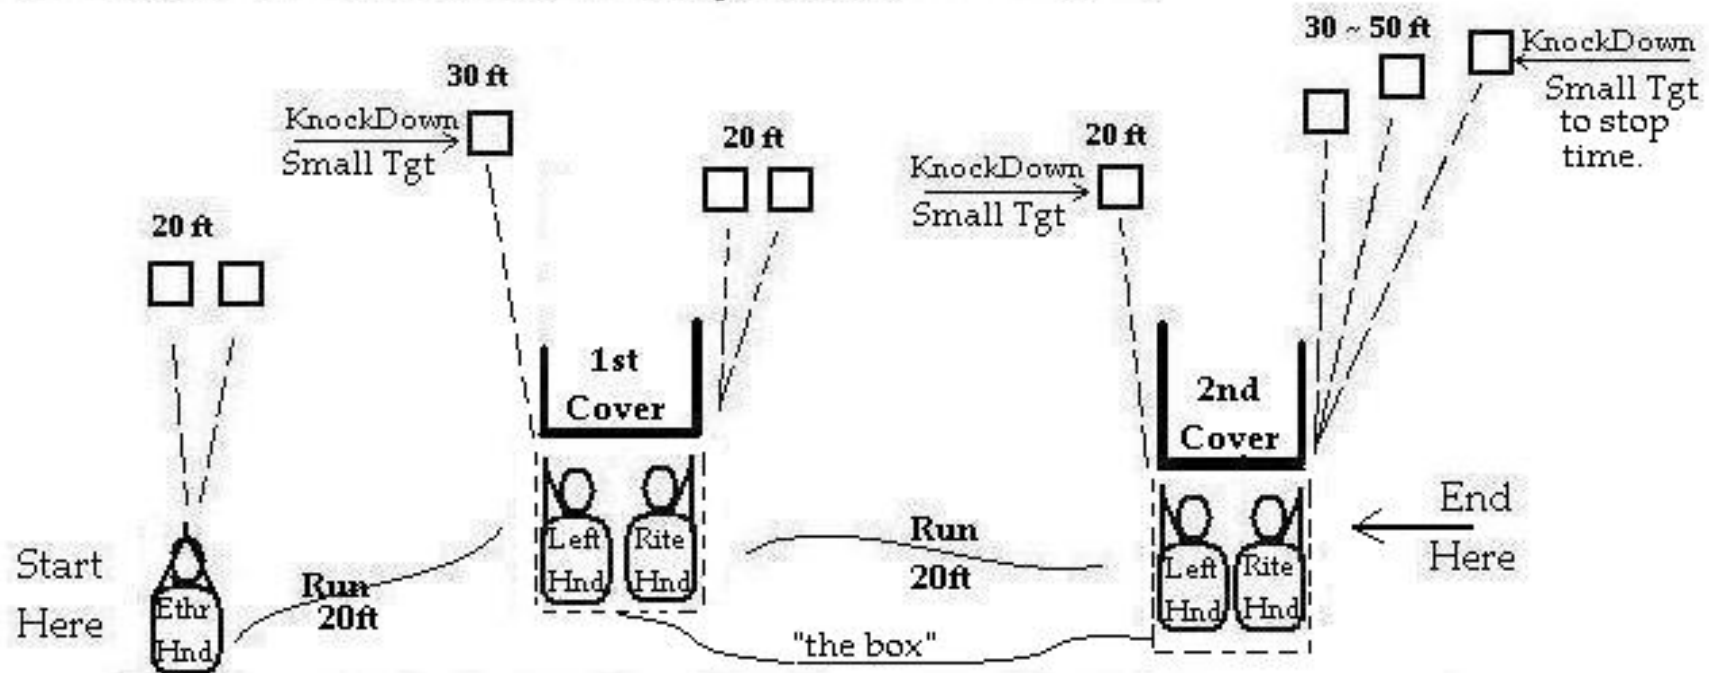 30 ft
KnockDown
Small Tgt
20 ft
20 ft
KnockDown
Small Tgt
20 ft
30 ~ 50 ft
KnockDown
Small Tgt
to stop
time.
1st
Cover
2nd
Cover
Start
Here
Ethr
Hnd
Run
20ft
Left
Hnd
Rite
Hnd
Run
20ft
Left
Hnd
Rite
Hnd
End
Here
"the box"